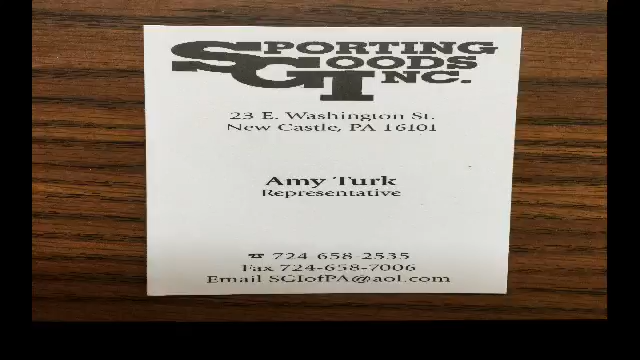 SPORTING
GOODS
INC.
23 E. Washington St.
New Castle, PA 16101
Amy Turk
Representative
☎ 724-658-2535
Fax 724-658-7006
Email SGIofPA@aol.com